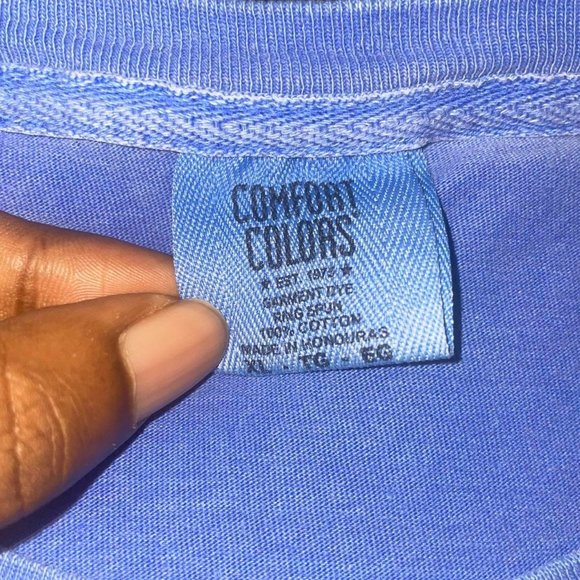 COMFORT
COLORS
★ EST. 1975 ★
GARMENT DYE
RING SPUN
100% COTTON
MADE IN HONDURAS
XL - TG - EG